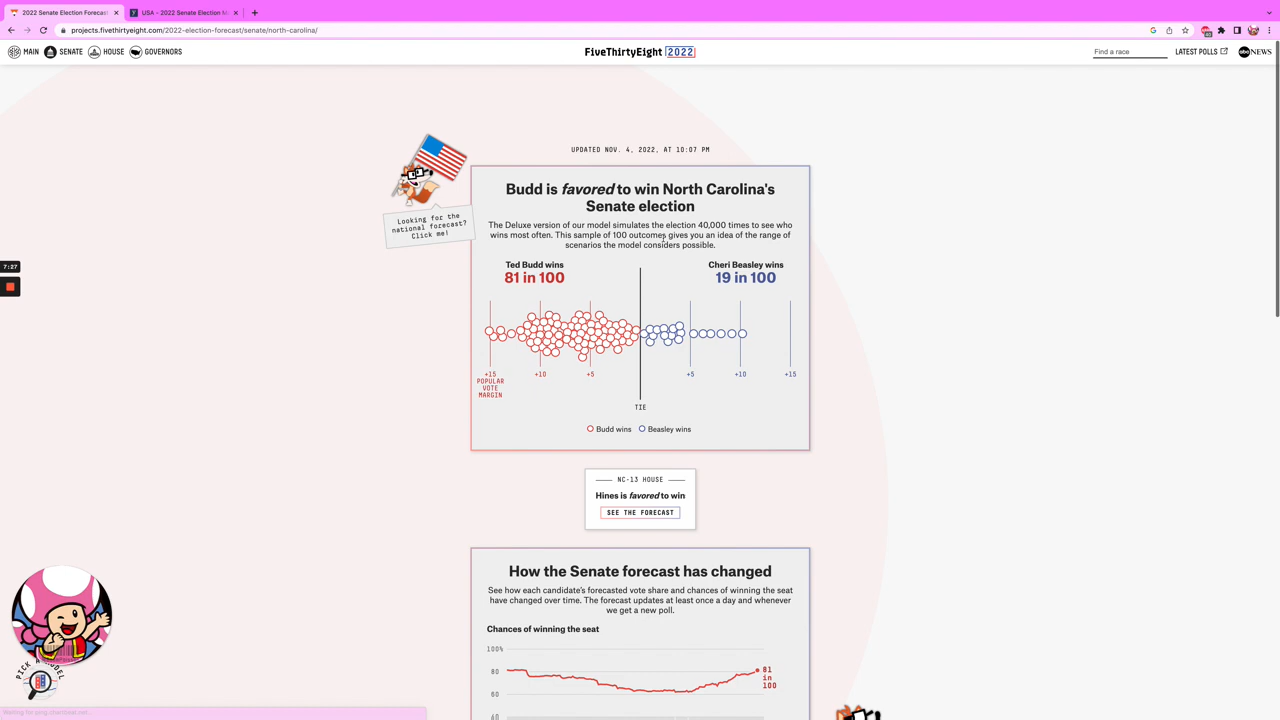 2022 Senate Election Forecast
USA - 2022 Senate Election M
projects.fivethirtyeight.com/2022-election-forecast/senate/north-carolina/
MAIN SENATE HOUSE GOVERNORS
FiveThirtyEight 2022
Find a race
LATEST POLLS
abc NEWS
UPDATED NOV. 4, 2022, AT 10:07 PM
Looking for the
national forecast?
Click me!
Budd is favored to win North Carolina's
Senate election
The Deluxe version of our model simulates the election 40,000 times to see who
wins most often. This sample of 100 outcomes gives you an idea of the range of
scenarios the model considers possible.
Ted Budd wins
81 in 100
Cheri Beasley wins
19 in 100
7:27
+15 +10 +5 +5 +10 +15
POPULAR
VOTE
MARGIN
TIE
Budd wins Beasley wins
NC-13 HOUSE
Hines is favored to win
SEE THE FORECAST
How the Senate forecast has changed
See how each candidate's forecasted vote share and chances of winning the seat
have changed over time. The forecast updates at least once a day and whenever
we get a new poll.
Chances of winning the seat
100%
80
60
40
81
in
100
PICK A MODEL